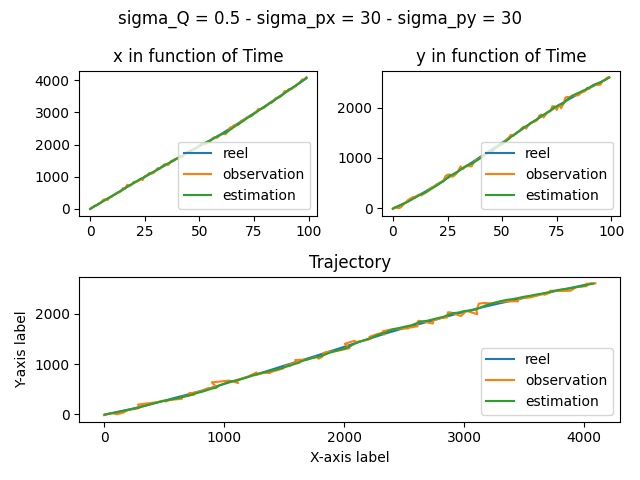 sigma_Q = 0.5 - sigma_px = 30 - sigma_py = 30
x in function of Time
4000
3000
2000
1000
0
0 25 50 75 100
reel
observation
estimation
y in function of Time
2000
1000
0
0 25 50 75 100
reel
observation
estimation
Trajectory
Y-axis label
2000
1000
0
0 1000 2000 3000 4000
X-axis label
reel
observation
estimation